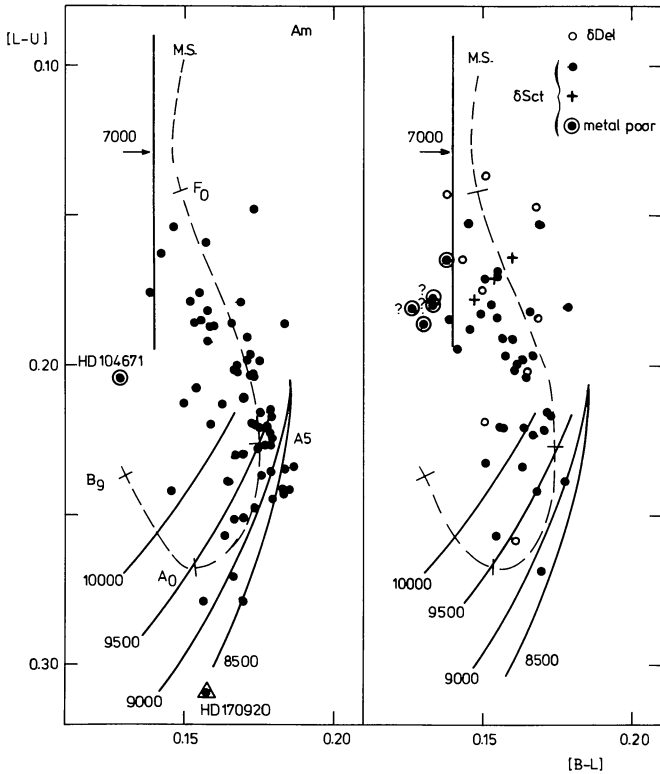 [L-U]
Am
δDel
M.S.
M.S.
δSct
metal poor
0.10
7000
7000
F0
? ? ?
0.20
HD104671
A5
B9
10000
A0
10000
9500
9500
8500
8500
9000
9000
0.30
HD170920
0.15
0.20
0.15
0.20
[B-L]